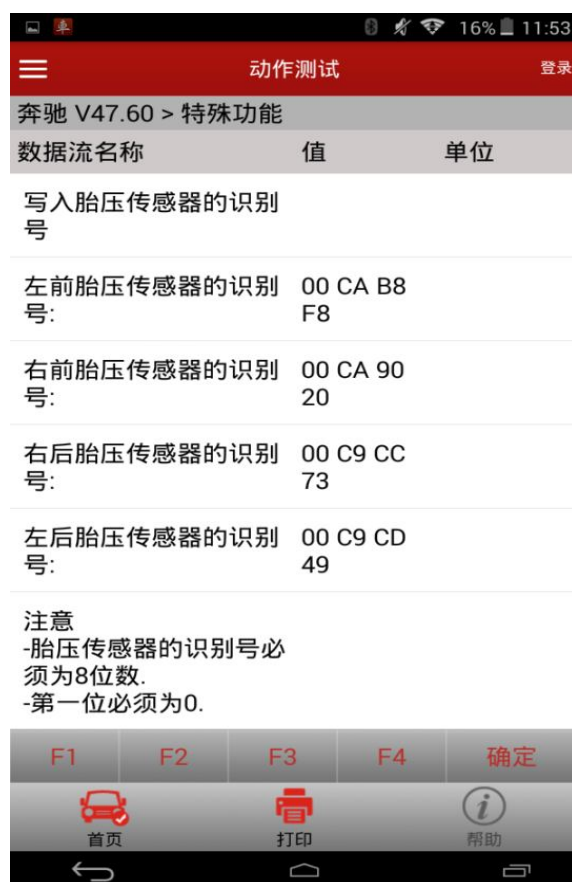 车 16% 11:53
动作测试 登录
奔驰 V47.60 > 特殊功能
数据流名称 值 单位
写入胎压传感器的识别
号
左前胎压传感器的识别 00 CA B8
号: F8
右前胎压传感器的识别 00 CA 90
号: 20
右后胎压传感器的识别 00 C9 CC
号: 73
左后胎压传感器的识别 00 C9 CD
号: 49
注意
-胎压传感器的识别号必
须为8位数.
-第一位必须为0.
F1 F2 F3 F4 确定
首页 打印 帮助